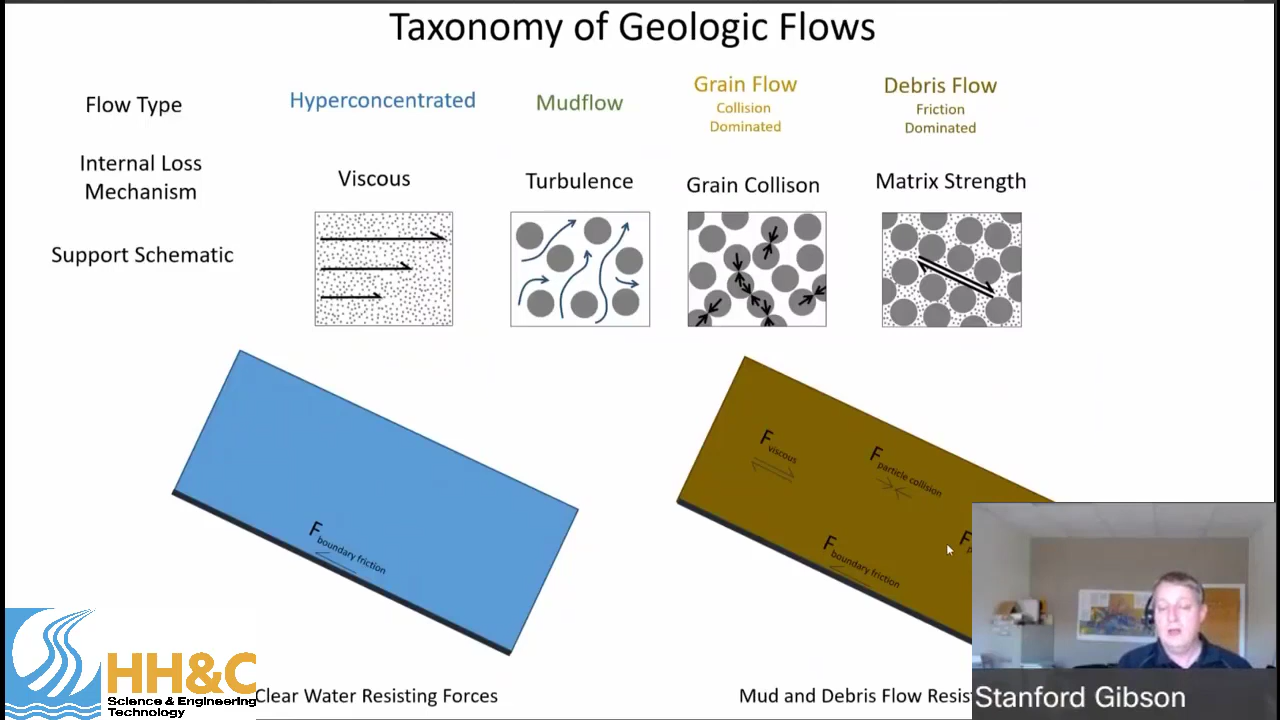 Taxonomy of Geologic Flows
Flow Type
Hyperconcentrated
Mudflow
Grain Flow
Collision
Dominated
Debris Flow
Friction
Dominated
Internal Loss
Mechanism
Viscous
Turbulence
Grain Collison
Matrix Strength
Support Schematic
F boundary friction
F viscous
F particle collision
F boundary friction
F
HH&C
Science & Engineering
Technology
Clear Water Resisting Forces
Mud and Debris Flow Resis
Stanford Gibson